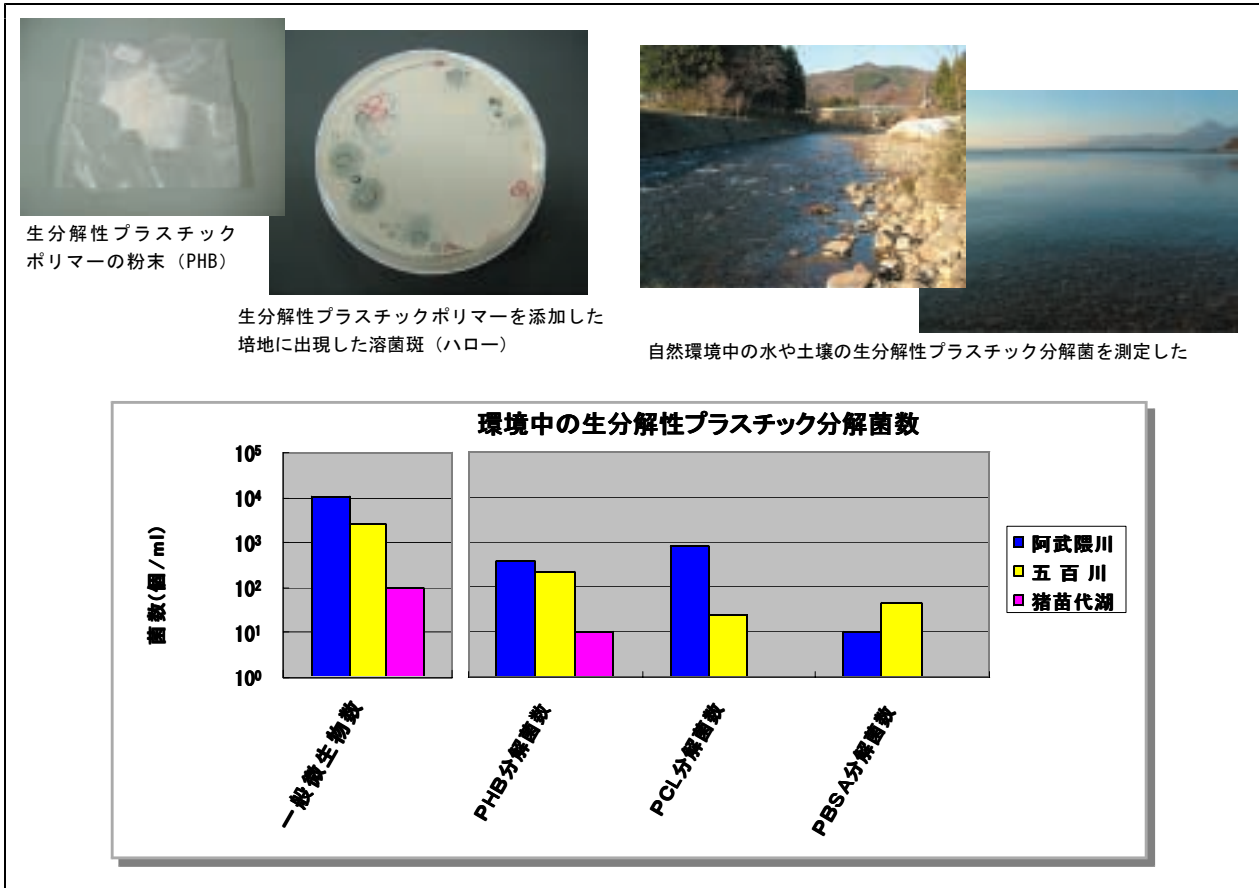 生分解性プラスチック
ポリマーの粉末（PHB）
生分解性プラスチックポリマーを添加した
培地に出現した溶菌斑（ハロー）
自然環境中の水や土壌の生分解性プラスチック分解菌を測定した
環境中の生分解性プラスチック分解菌数
菌数(個/ml)
10⁵
10⁴
10³
10²
10¹
10⁰
一般微生物数
PHB分解菌数
PCL分解菌数
PBSA分解菌数
阿武隈川
五百川
猪苗代湖